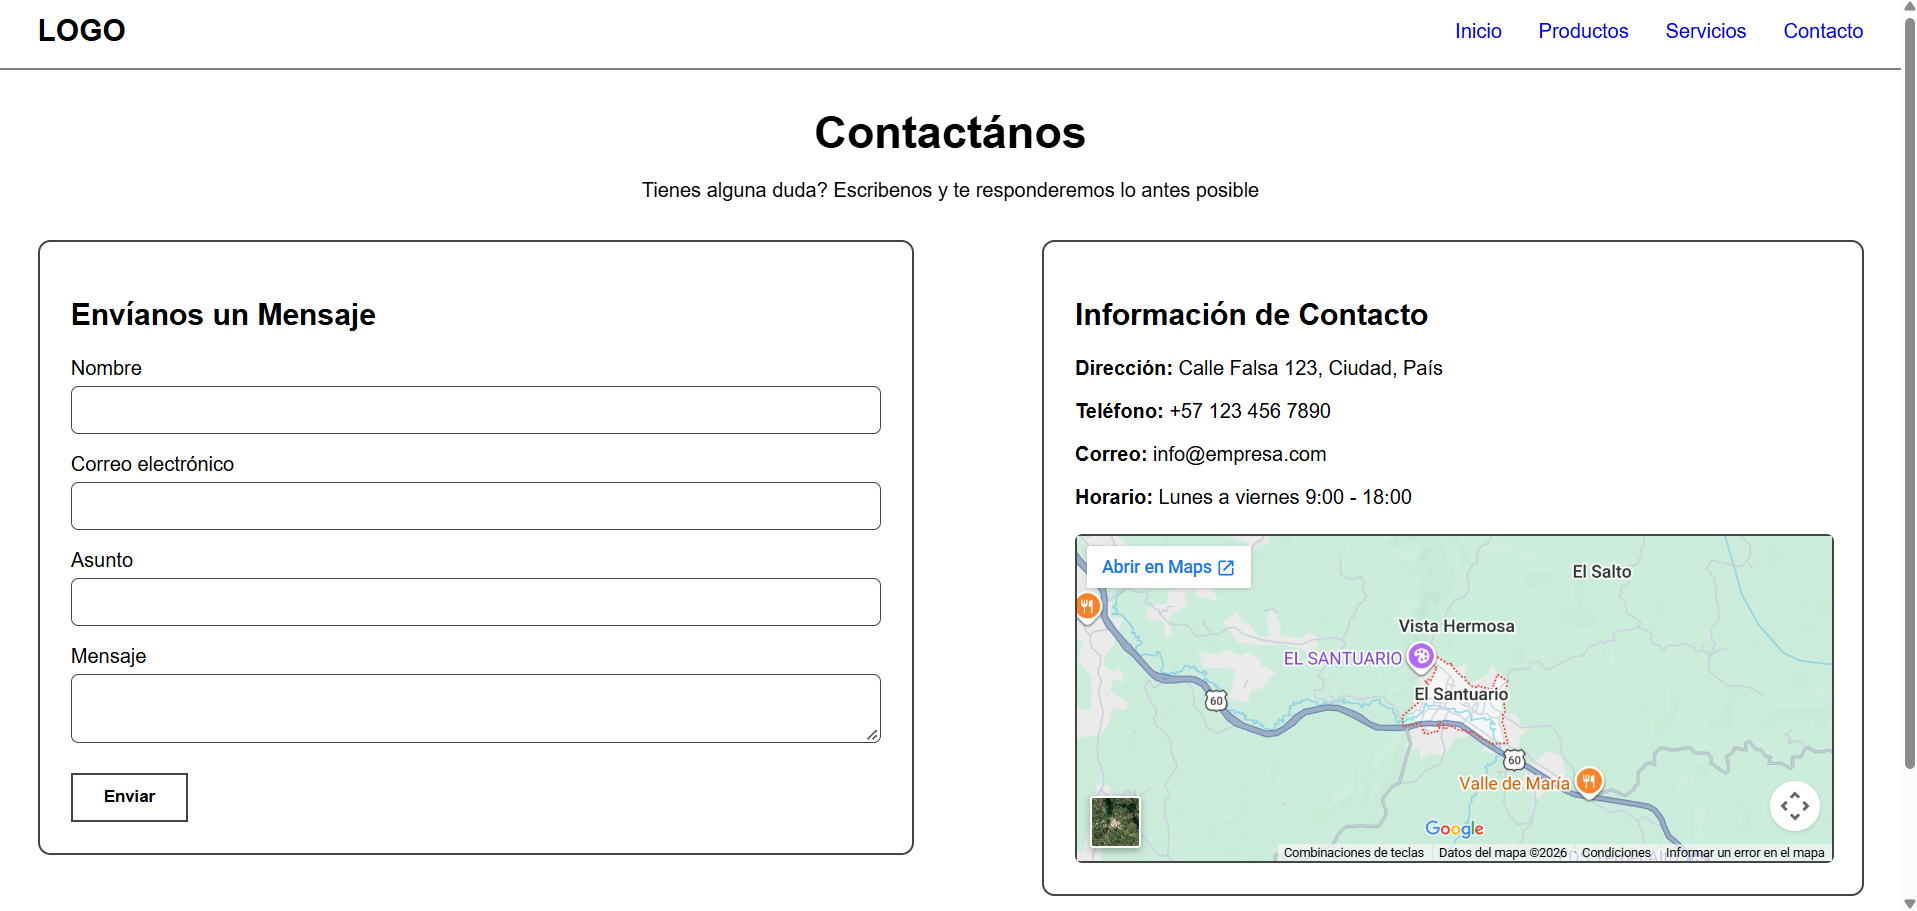 LOGO
Inicio
Productos
Servicios
Contacto
Contactános
Tienes alguna duda? Escribenos y te responderemos lo antes posible
Envíanos un Mensaje
Nombre
Correo electrónico
Asunto
Mensaje
Enviar
Información de Contacto
Dirección: Calle Falsa 123, Ciudad, País
Teléfono: +57 123 456 7890
Correo: info@empresa.com
Horario: Lunes a viernes 9:00 - 18:00
Abrir en Maps
El Salto
Vista Hermosa
EL SANTUARIO
El Santuario
60
60
Valle de María
Google
Combinaciones de teclas
Datos del mapa ©2026
Condiciones
Informar un error en el mapa